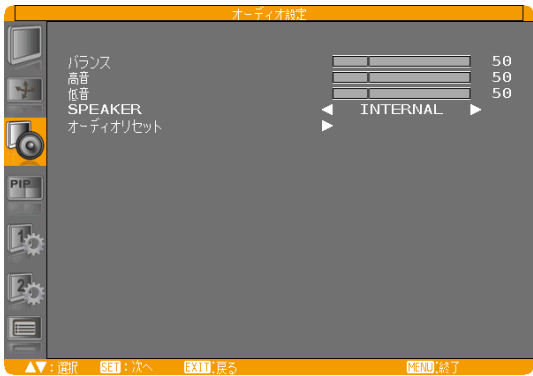 オーディオ設定
バランス 50
高音 50
低音 50
SPEAKER INTERNAL
オーディオリセット
PIP
1
2
▲▼:選択 SET:次へ EXIT:戻る MENU:終了